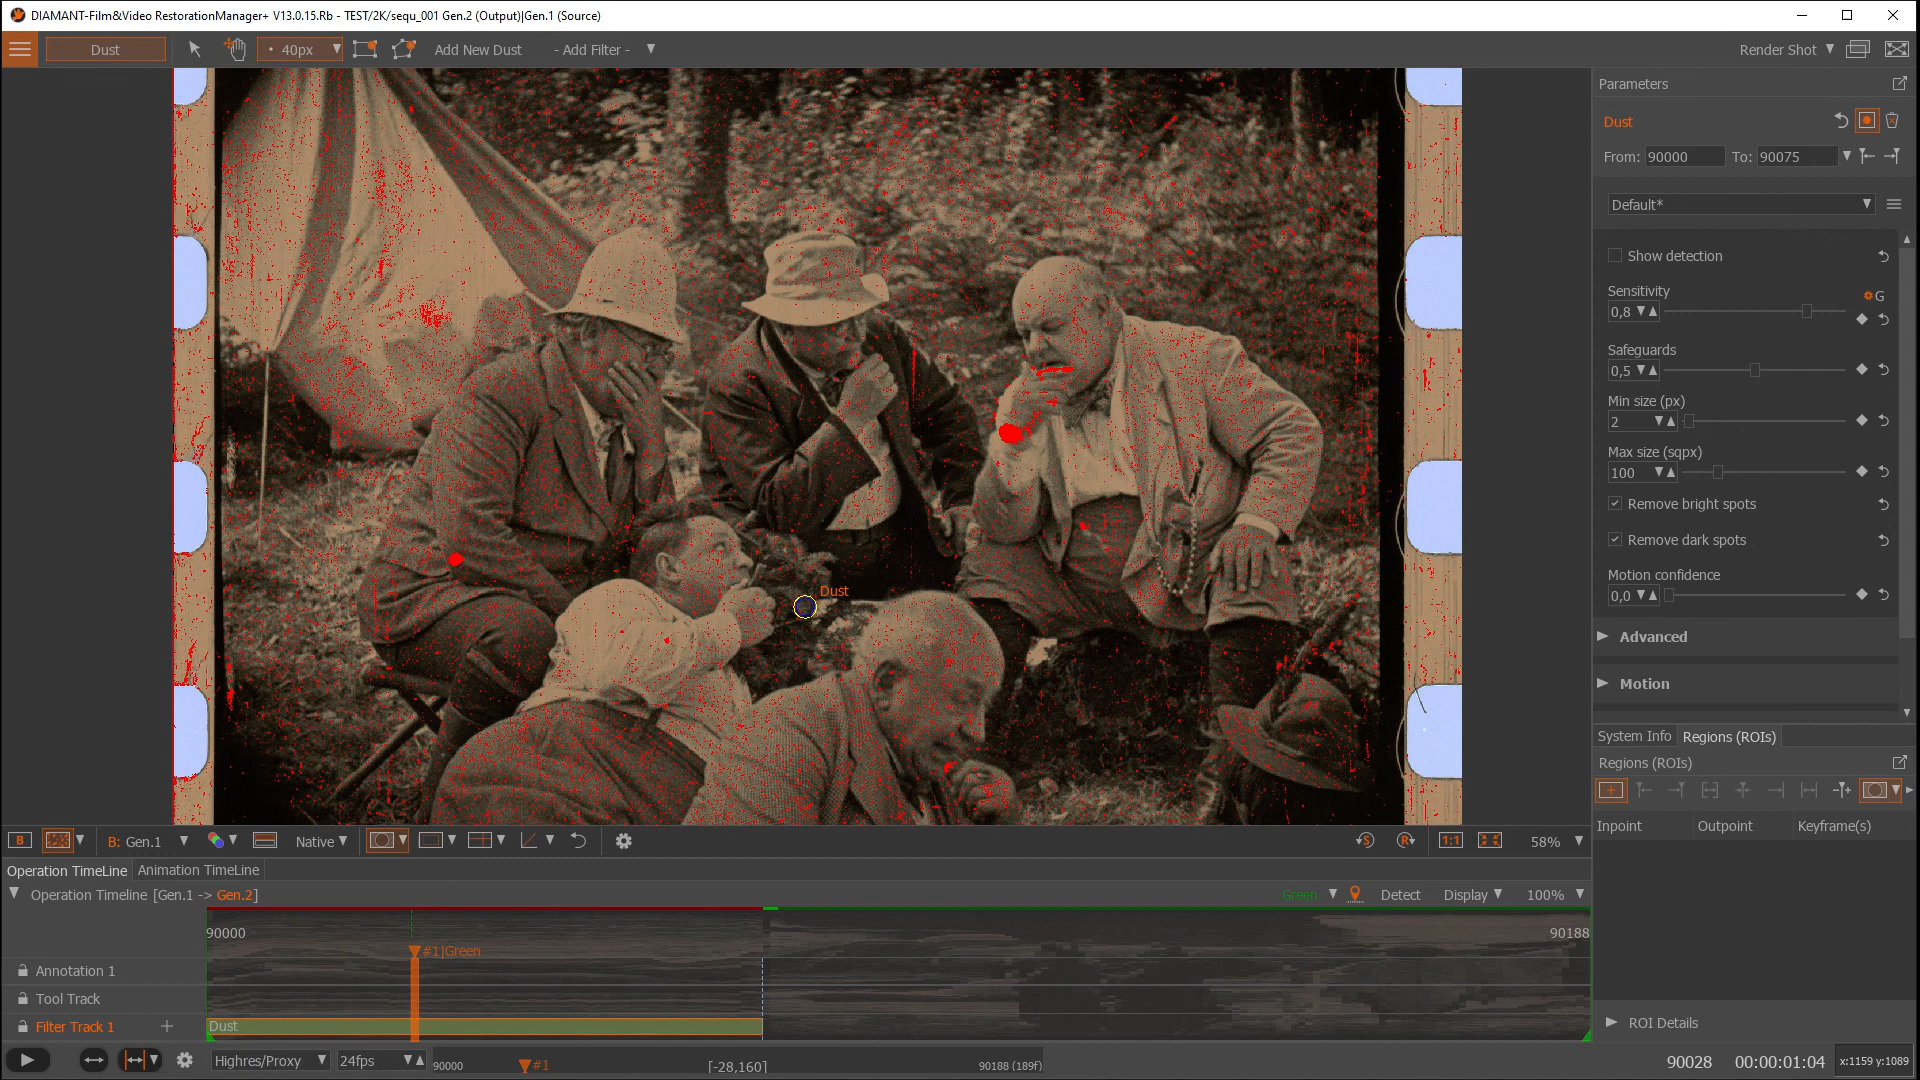 DIAMANT-Film&Video RestorationManager+ V13.0.15.Rb - TEST/2K/sequ_001 Gen.2 (Output)|Gen.1 (Source)
Dust 40px Add New Dust - Add Filter - Render Shot
Parameters
Dust
From: 90000 To: 90075
Default*
Show detection
Sensitivity
G
0,8
Safeguards
0,5
Min size (px)
2
Max size (sqpx)
100
Remove bright spots
Remove dark spots
Motion confidence
0,0
Dust
Advanced
Motion
System Info Regions (ROIs)
Regions (ROIs)
Inpoint Outpoint Keyframe(s)
ROI Details
B B: Gen.1 Native S R 1:1 58%
Operation TimeLine Animation TimeLine
Operation Timeline [Gen.1 -> Gen.2] Green Detect Display 100%
90000 90188
#1|Green
Annotation 1
Tool Track
Filter Track 1 Dust
Highres/Proxy 24fps 90000 #1 [-28,160] 90188 (189f) 90028 00:00:01:04 x:1159 y:1089